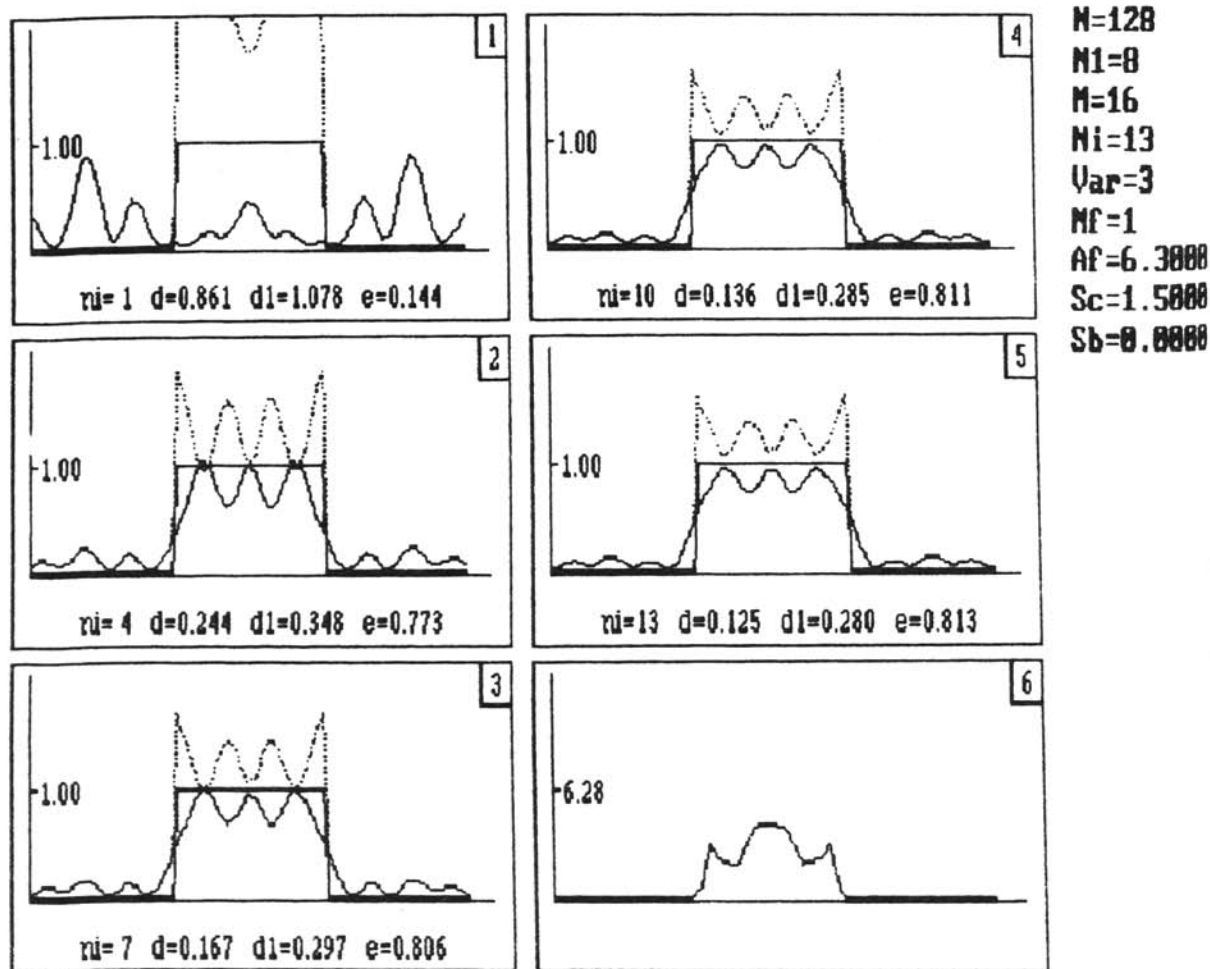 1
1.00
ni= 1 d=0.861 d1=1.078 e=0.144
2
1.00
ni= 4 d=0.244 d1=0.348 e=0.773
3
1.00
ni= 7 d=0.167 d1=0.297 e=0.806
4
1.00
ni=10 d=0.136 d1=0.285 e=0.811
5
1.00
ni=13 d=0.125 d1=0.280 e=0.813
6
6.28
N=128
N1=8
M=16
Ni=13
Var=3
Mf=1
Af=6.3000
Sc=1.5000
Sb=0.0000